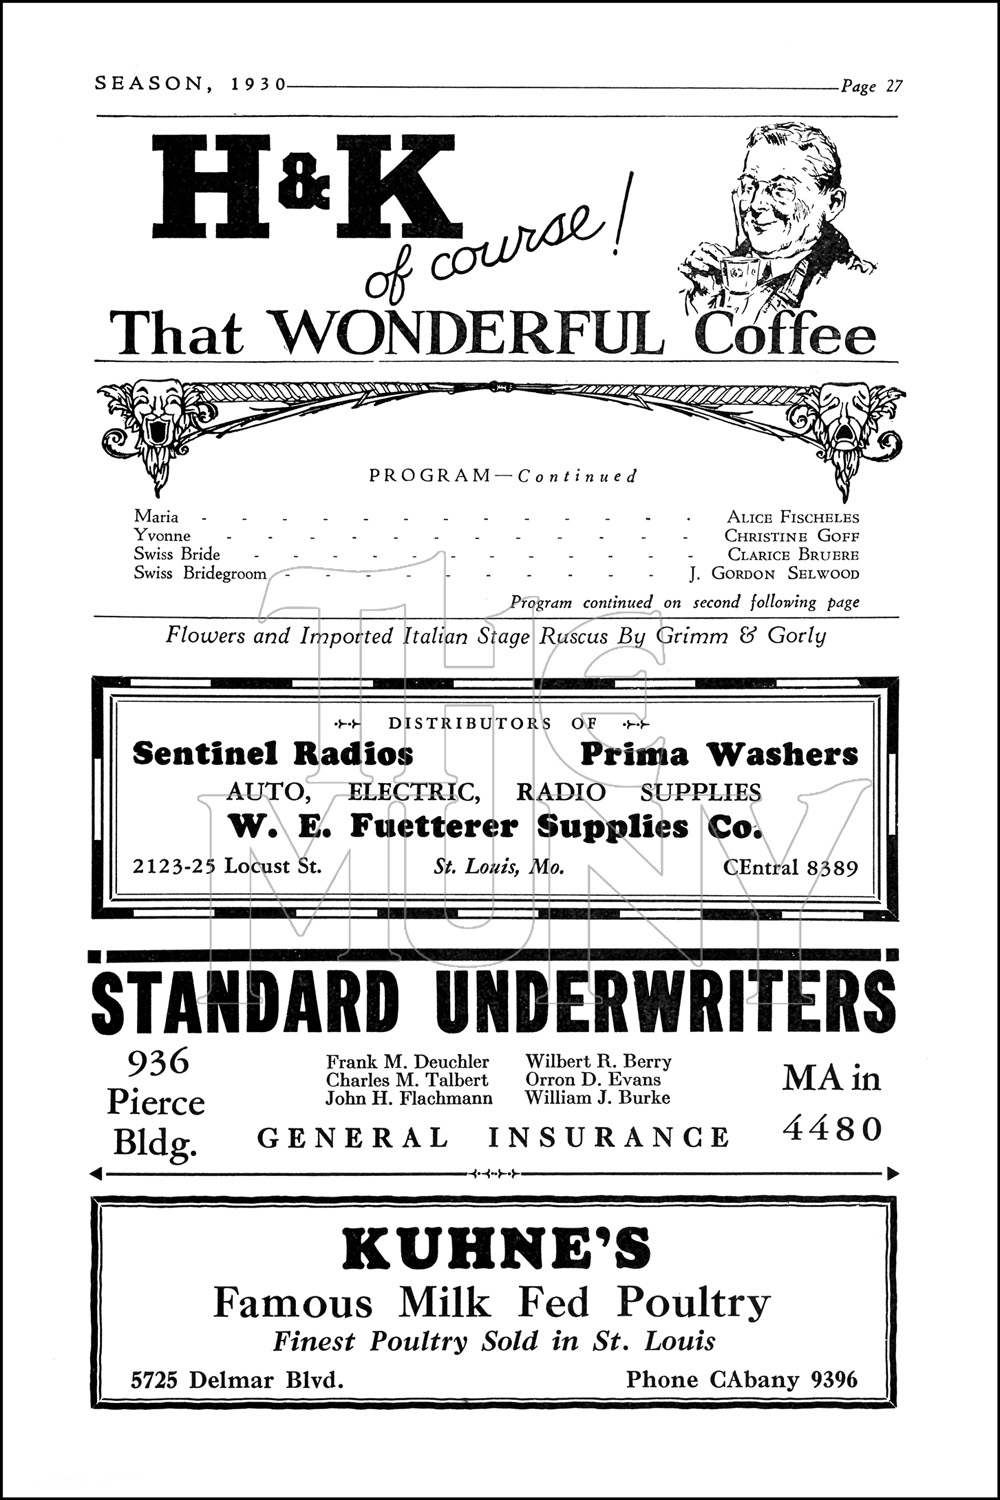 SEASON, 1930 Page 27
H&K
of course!
That WONDERFUL Coffee
PROGRAM—Continued
Maria - - - - - - - - - - - - - ALICE FISCHELES
Yvonne - - - - - - - - - - - - CHRISTINE GOFF
Swiss Bride - - - - - - - - - - - - CLARICE BRUERE
Swiss Bridegroom - - - - - - - - - - J. GORDON SELWOOD
Program continued on second following page
Flowers and Imported Italian Stage Ruscus By Grimm & Gorly
DISTRIBUTORS OF
Sentinel Radios Prima Washers
AUTO, ELECTRIC, RADIO SUPPLIES
W. E. Fuetterer Supplies Co.
2123-25 Locust St. St. Louis, Mo. CEntral 8389
THE
MUNY
STANDARD UNDERWRITERS
936
Pierce
Bldg.
Frank M. Deuchler Wilbert R. Berry
Charles M. Talbert Orron D. Evans
John H. Flachmann William J. Burke
GENERAL INSURANCE
MAin
4480
KUHNE'S
Famous Milk Fed Poultry
Finest Poultry Sold in St. Louis
5725 Delmar Blvd. Phone CAbany 9396